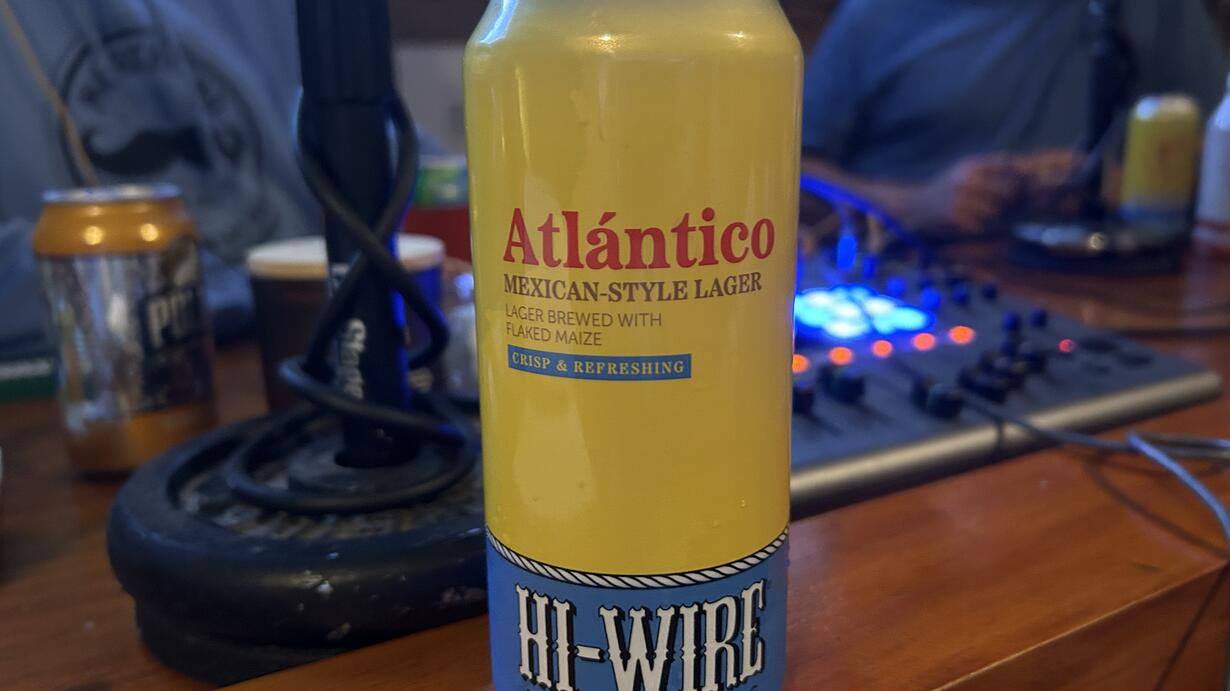 Atlántico
MEXICAN-STYLE LAGER
LAGER BREWED WITH
FLAKED MAIZE
CRISP & REFRESHING
HI-WIRE